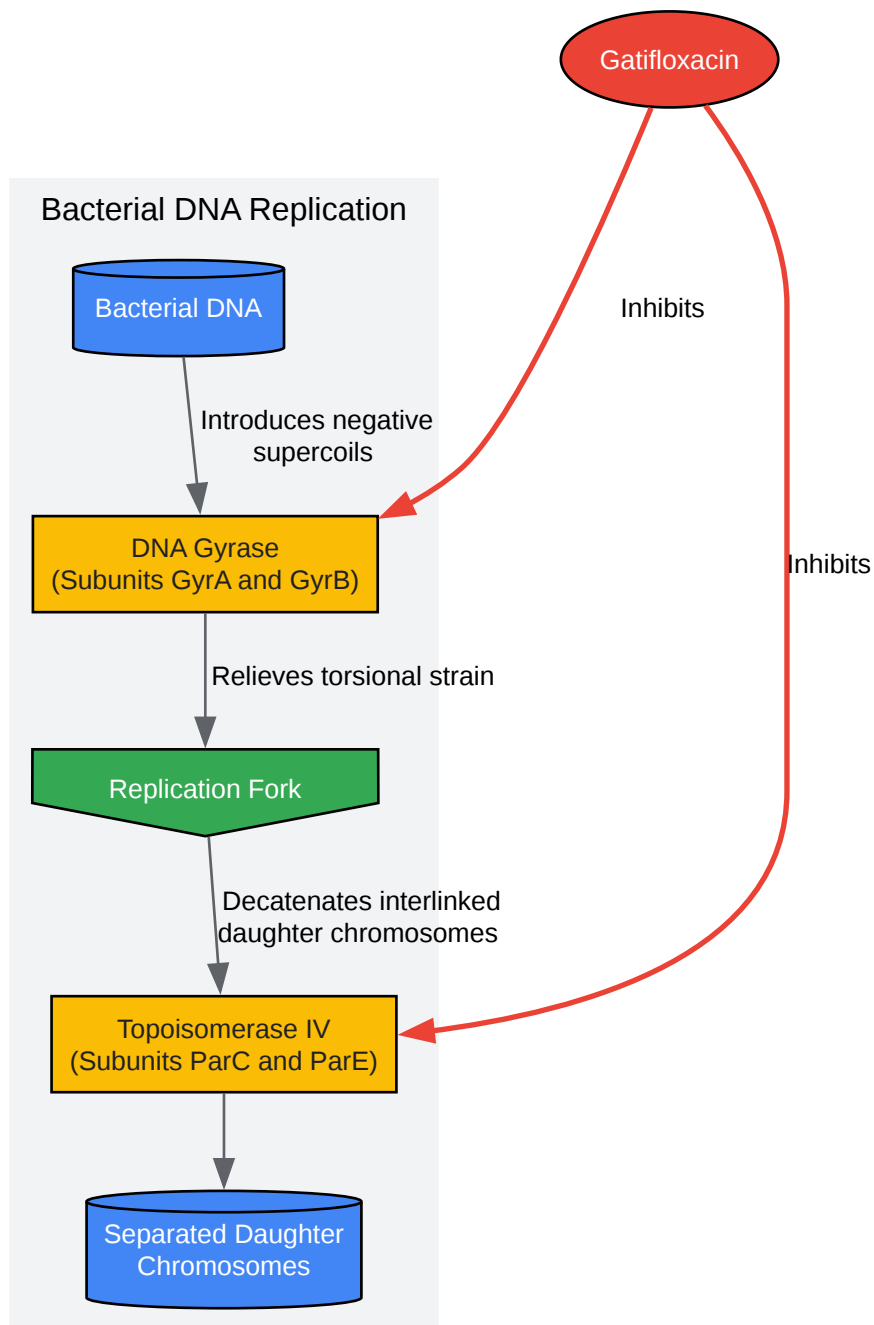 Gatifloxacin
Bacterial DNA Replication
Bacterial DNA
Inhibits
Introduces negative
supercoils
DNA Gyrase
(Subunits GyrA and GyrB)
Inhibits
Relieves torsional strain
Replication Fork
Decatenates interlinked
daughter chromosomes
Topoisomerase IV
(Subunits ParC and ParE)
Separated Daughter
Chromosomes